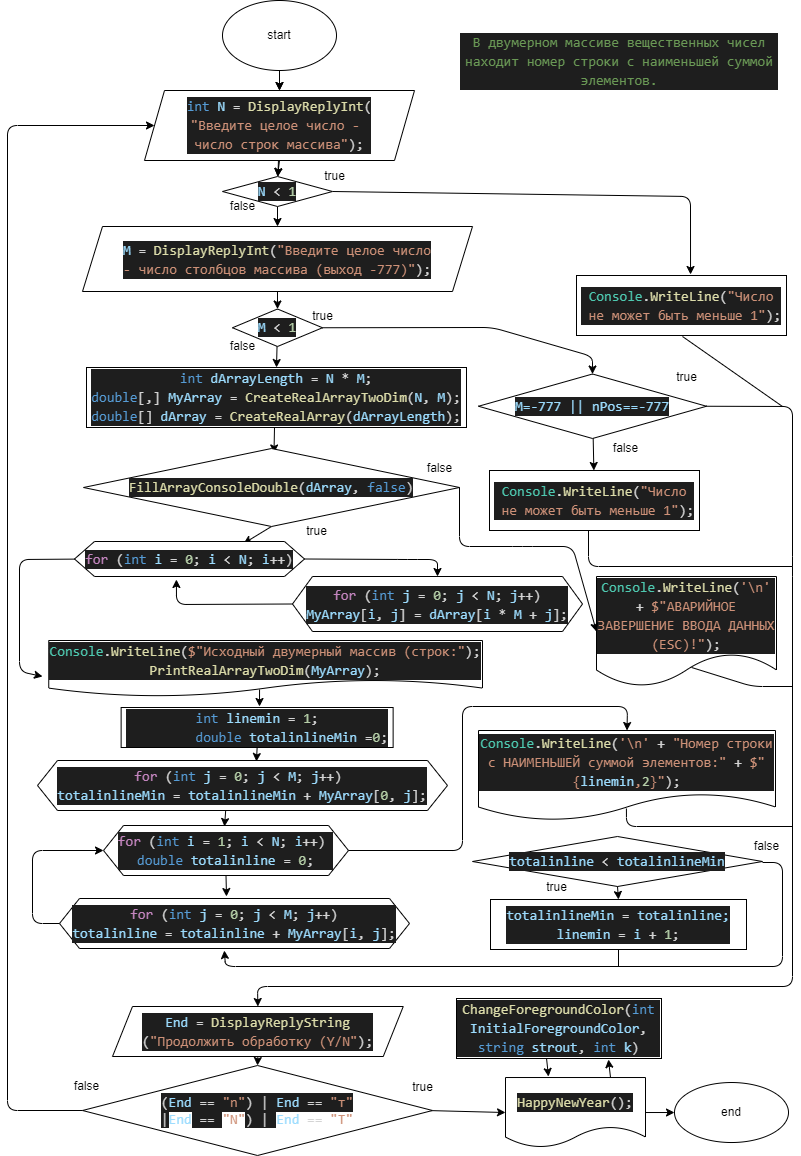 start
В двумерном массиве вещественных чисел
находит номер строки с наименьшей суммой
элементов.
int N = DisplayReplyInt(
"Введите целое число -
число строк массива");
true
N < 1
false
M = DisplayReplyInt("Введите целое число
- число столбцов массива (выход -777)");
Console.WriteLine("Число
не может быть меньше 1");
true
M < 1
false
int dArrayLength = N * M;
double[,] MyArray = CreateRealArrayTwoDim(N, M);
double[] dArray = CreateRealArray(dArrayLength);
true
M=-777 || nPos==-777
false
false
FillArrayConsoleDouble(dArray, false)
true
Console.WriteLine("Число
не может быть меньше 1");
for (int i = 0; i < N; i++)
for (int j = 0; j < N; j++)
MyArray[i, j] = dArray[i * M + j];
Console.WriteLine('\n'
+ $"АВАРИЙНОЕ
ЗАВЕРШЕНИЕ ВВОДА ДАННЫХ
(ESC)!");
Console.WriteLine($"Исходный двумерный массив (строк:");
PrintRealArrayTwoDim(MyArray);
int linemin = 1;
double totalinlineMin =0;
Console.WriteLine('\n' + "Номер строки
с НАИМЕНЬШЕЙ суммой элементов:" + $"
{linemin,2}");
for (int j = 0; j < M; j++)
totalinlineMin = totalinlineMin + MyArray[0, j];
for (int i = 1; i < N; i++)
double totalinline = 0;
false
totalinline < totalinlineMin
true
for (int j = 0; j < M; j++)
totalinline = totalinline + MyArray[i, j];
totalinlineMin = totalinline;
linemin = i + 1;
End = DisplayReplyString
("Продолжить обработку (Y/N");
ChangeForegroundColor(int
InitialForegroundColor,
string strout, int k)
false
true
(End == "n") | End == "т"
|End == "N") | End == "Т"
HappyNewYear();
end